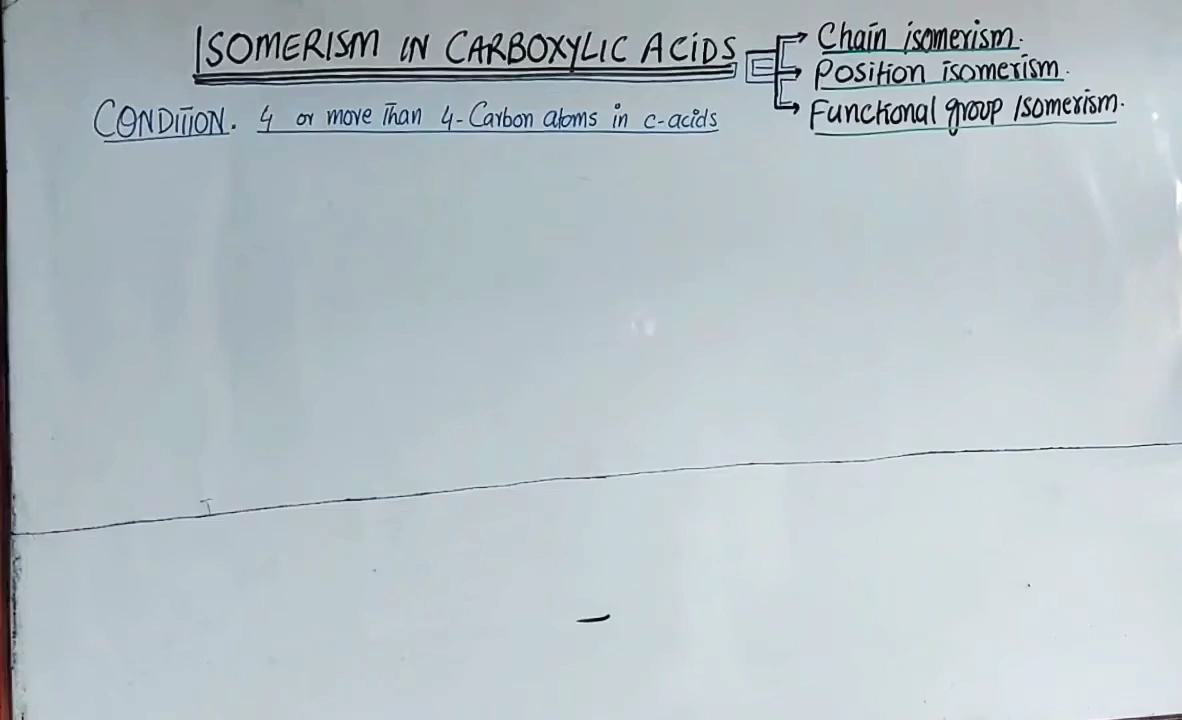 ISOMERISM IN CARBOXYLIC ACIDS
Chain isomerism.
Position isomerism.
Functional group Isomerism.
CONDITION. 4 or more Than 4-Carbon atoms in c-acids